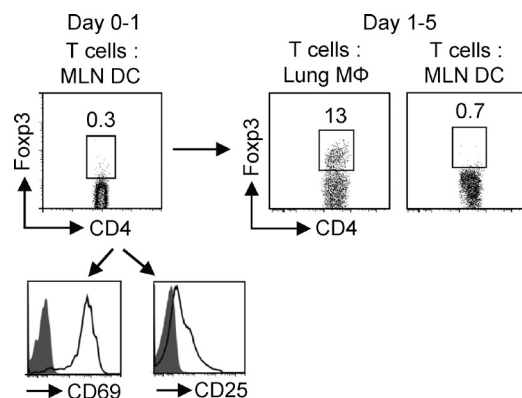 Day 0-1
T cells :
MLN DC
0.3
Foxp3
CD4
CD69
CD25
Day 1-5
T cells :
Lung MΦ
13
Foxp3
CD4
T cells :
MLN DC
0.7